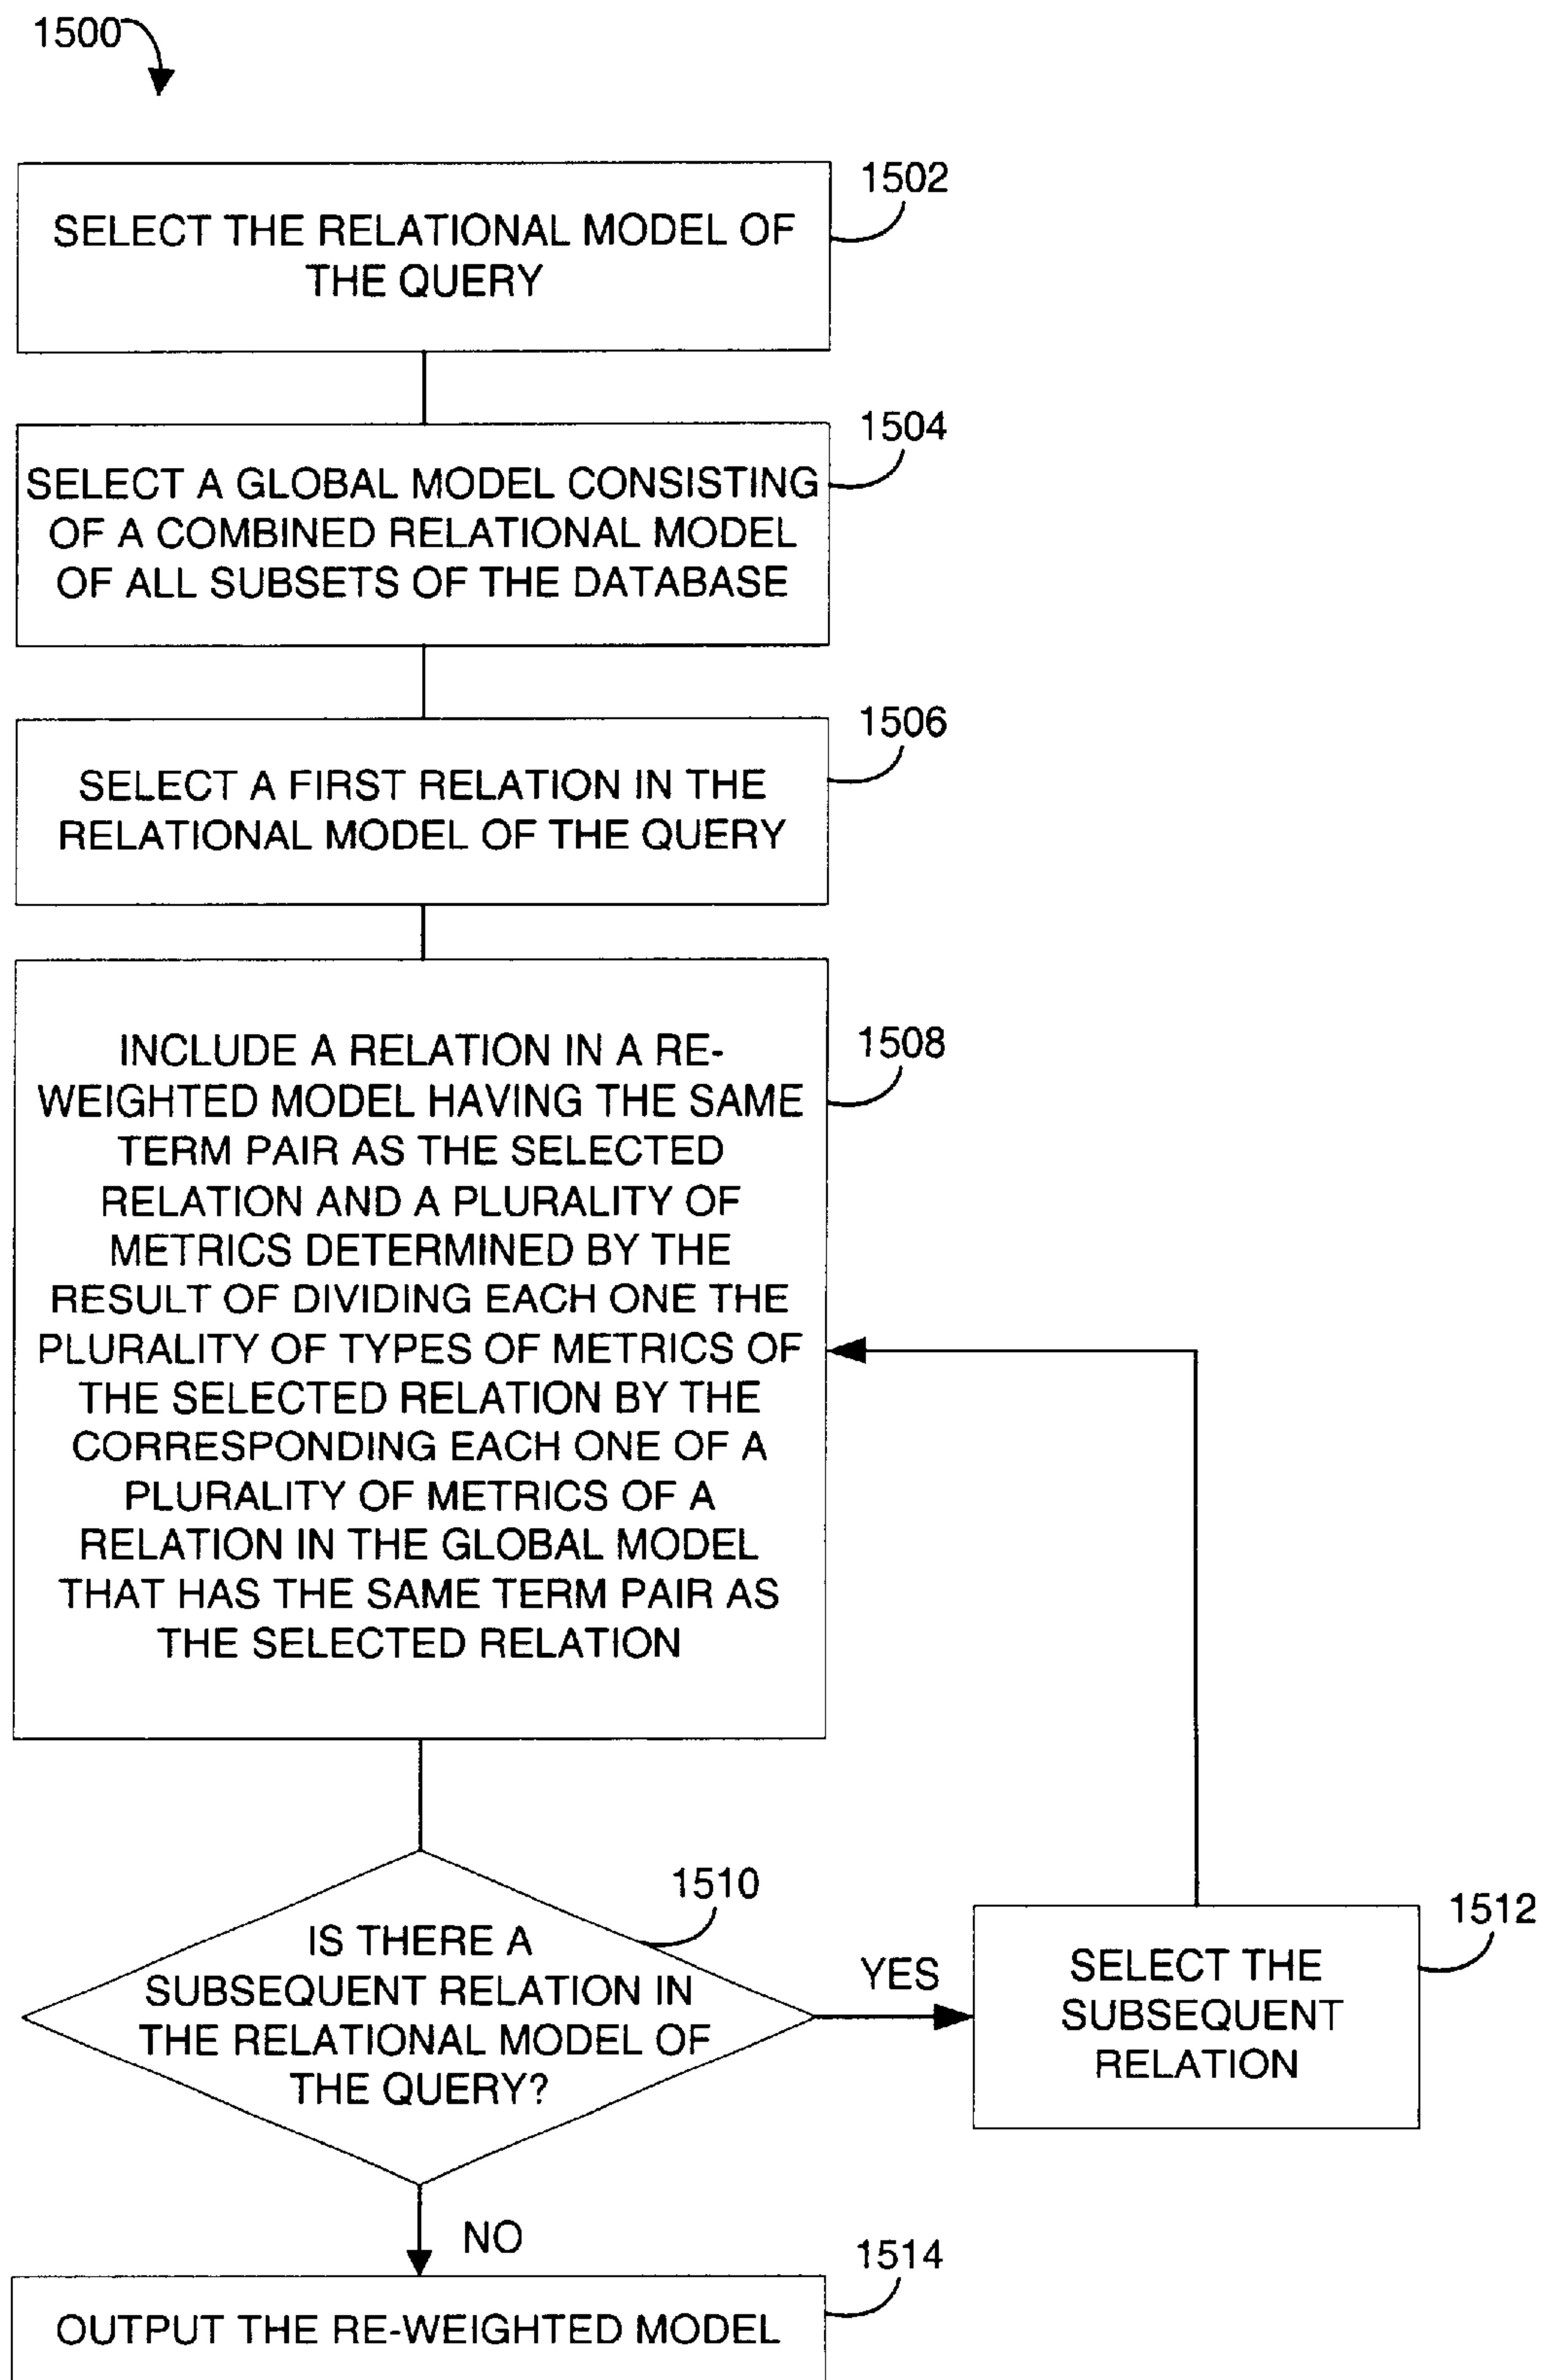 1500
1502
SELECT THE RELATIONAL MODEL OF
THE QUERY
1504
SELECT A GLOBAL MODEL CONSISTING
OF A COMBINED RELATIONAL MODEL
OF ALL SUBSETS OF THE DATABASE
1506
SELECT A FIRST RELATION IN THE
RELATIONAL MODEL OF THE QUERY
1508
INCLUDE A RELATION IN A RE-
WEIGHTED MODEL HAVING THE SAME
TERM PAIR AS THE SELECTED
RELATION AND A PLURALITY OF
METRICS DETERMINED BY THE
RESULT OF DIVIDING EACH ONE THE
PLURALITY OF TYPES OF METRICS OF
THE SELECTED RELATION BY THE
CORRESPONDING EACH ONE OF A
PLURALITY OF METRICS OF A
RELATION IN THE GLOBAL MODEL
THAT HAS THE SAME TERM PAIR AS
THE SELECTED RELATION
1510
IS THERE A
SUBSEQUENT RELATION IN
THE RELATIONAL MODEL OF
THE QUERY?
YES
1512
SELECT THE
SUBSEQUENT
RELATION
NO
1514
OUTPUT THE RE-WEIGHTED MODEL